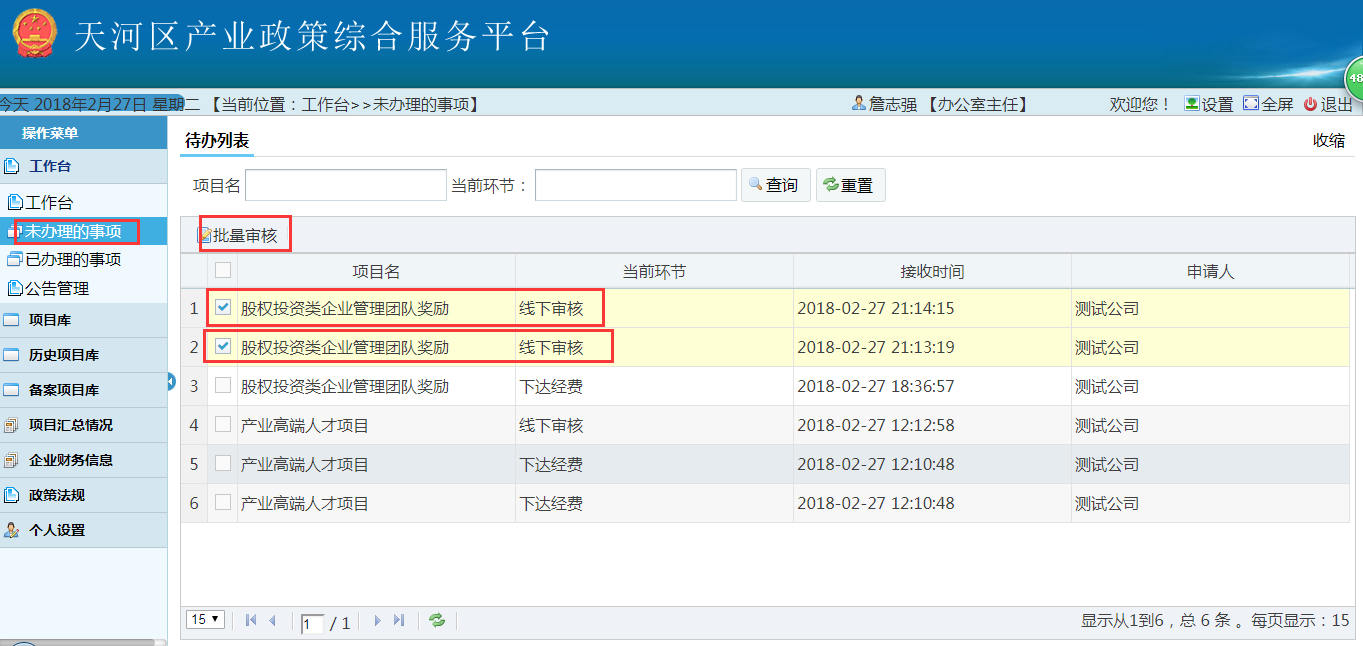 天河区产业政策综合服务平台
48
今天 2018年2月27日 星期二 【当前位置：工作台>>未办理的事项】 詹志强 【办公室主任】 欢迎您！ 设置 全屏 退出
操作菜单
工作台
工作台
未办理的事项
已办理的事项
公告管理
项目库
历史项目库
备案项目库
项目汇总情况
企业财务信息
政策法规
个人设置
待办列表 收缩
项目名 当前环节： 查询 重置
批量审核
项目名 当前环节 接收时间 申请人
1 股权投资类企业管理团队奖励 线下审核 2018-02-27 21:14:15 测试公司
2 股权投资类企业管理团队奖励 线下审核 2018-02-27 21:13:19 测试公司
3 股权投资类企业管理团队奖励 下达经费 2018-02-27 18:36:57 测试公司
4 产业高端人才项目 线下审核 2018-02-27 12:12:58 测试公司
5 产业高端人才项目 下达经费 2018-02-27 12:10:48 测试公司
6 产业高端人才项目 下达经费 2018-02-27 12:10:48 测试公司
15 1 / 1 显示从1到6，总 6 条 。每页显示：15